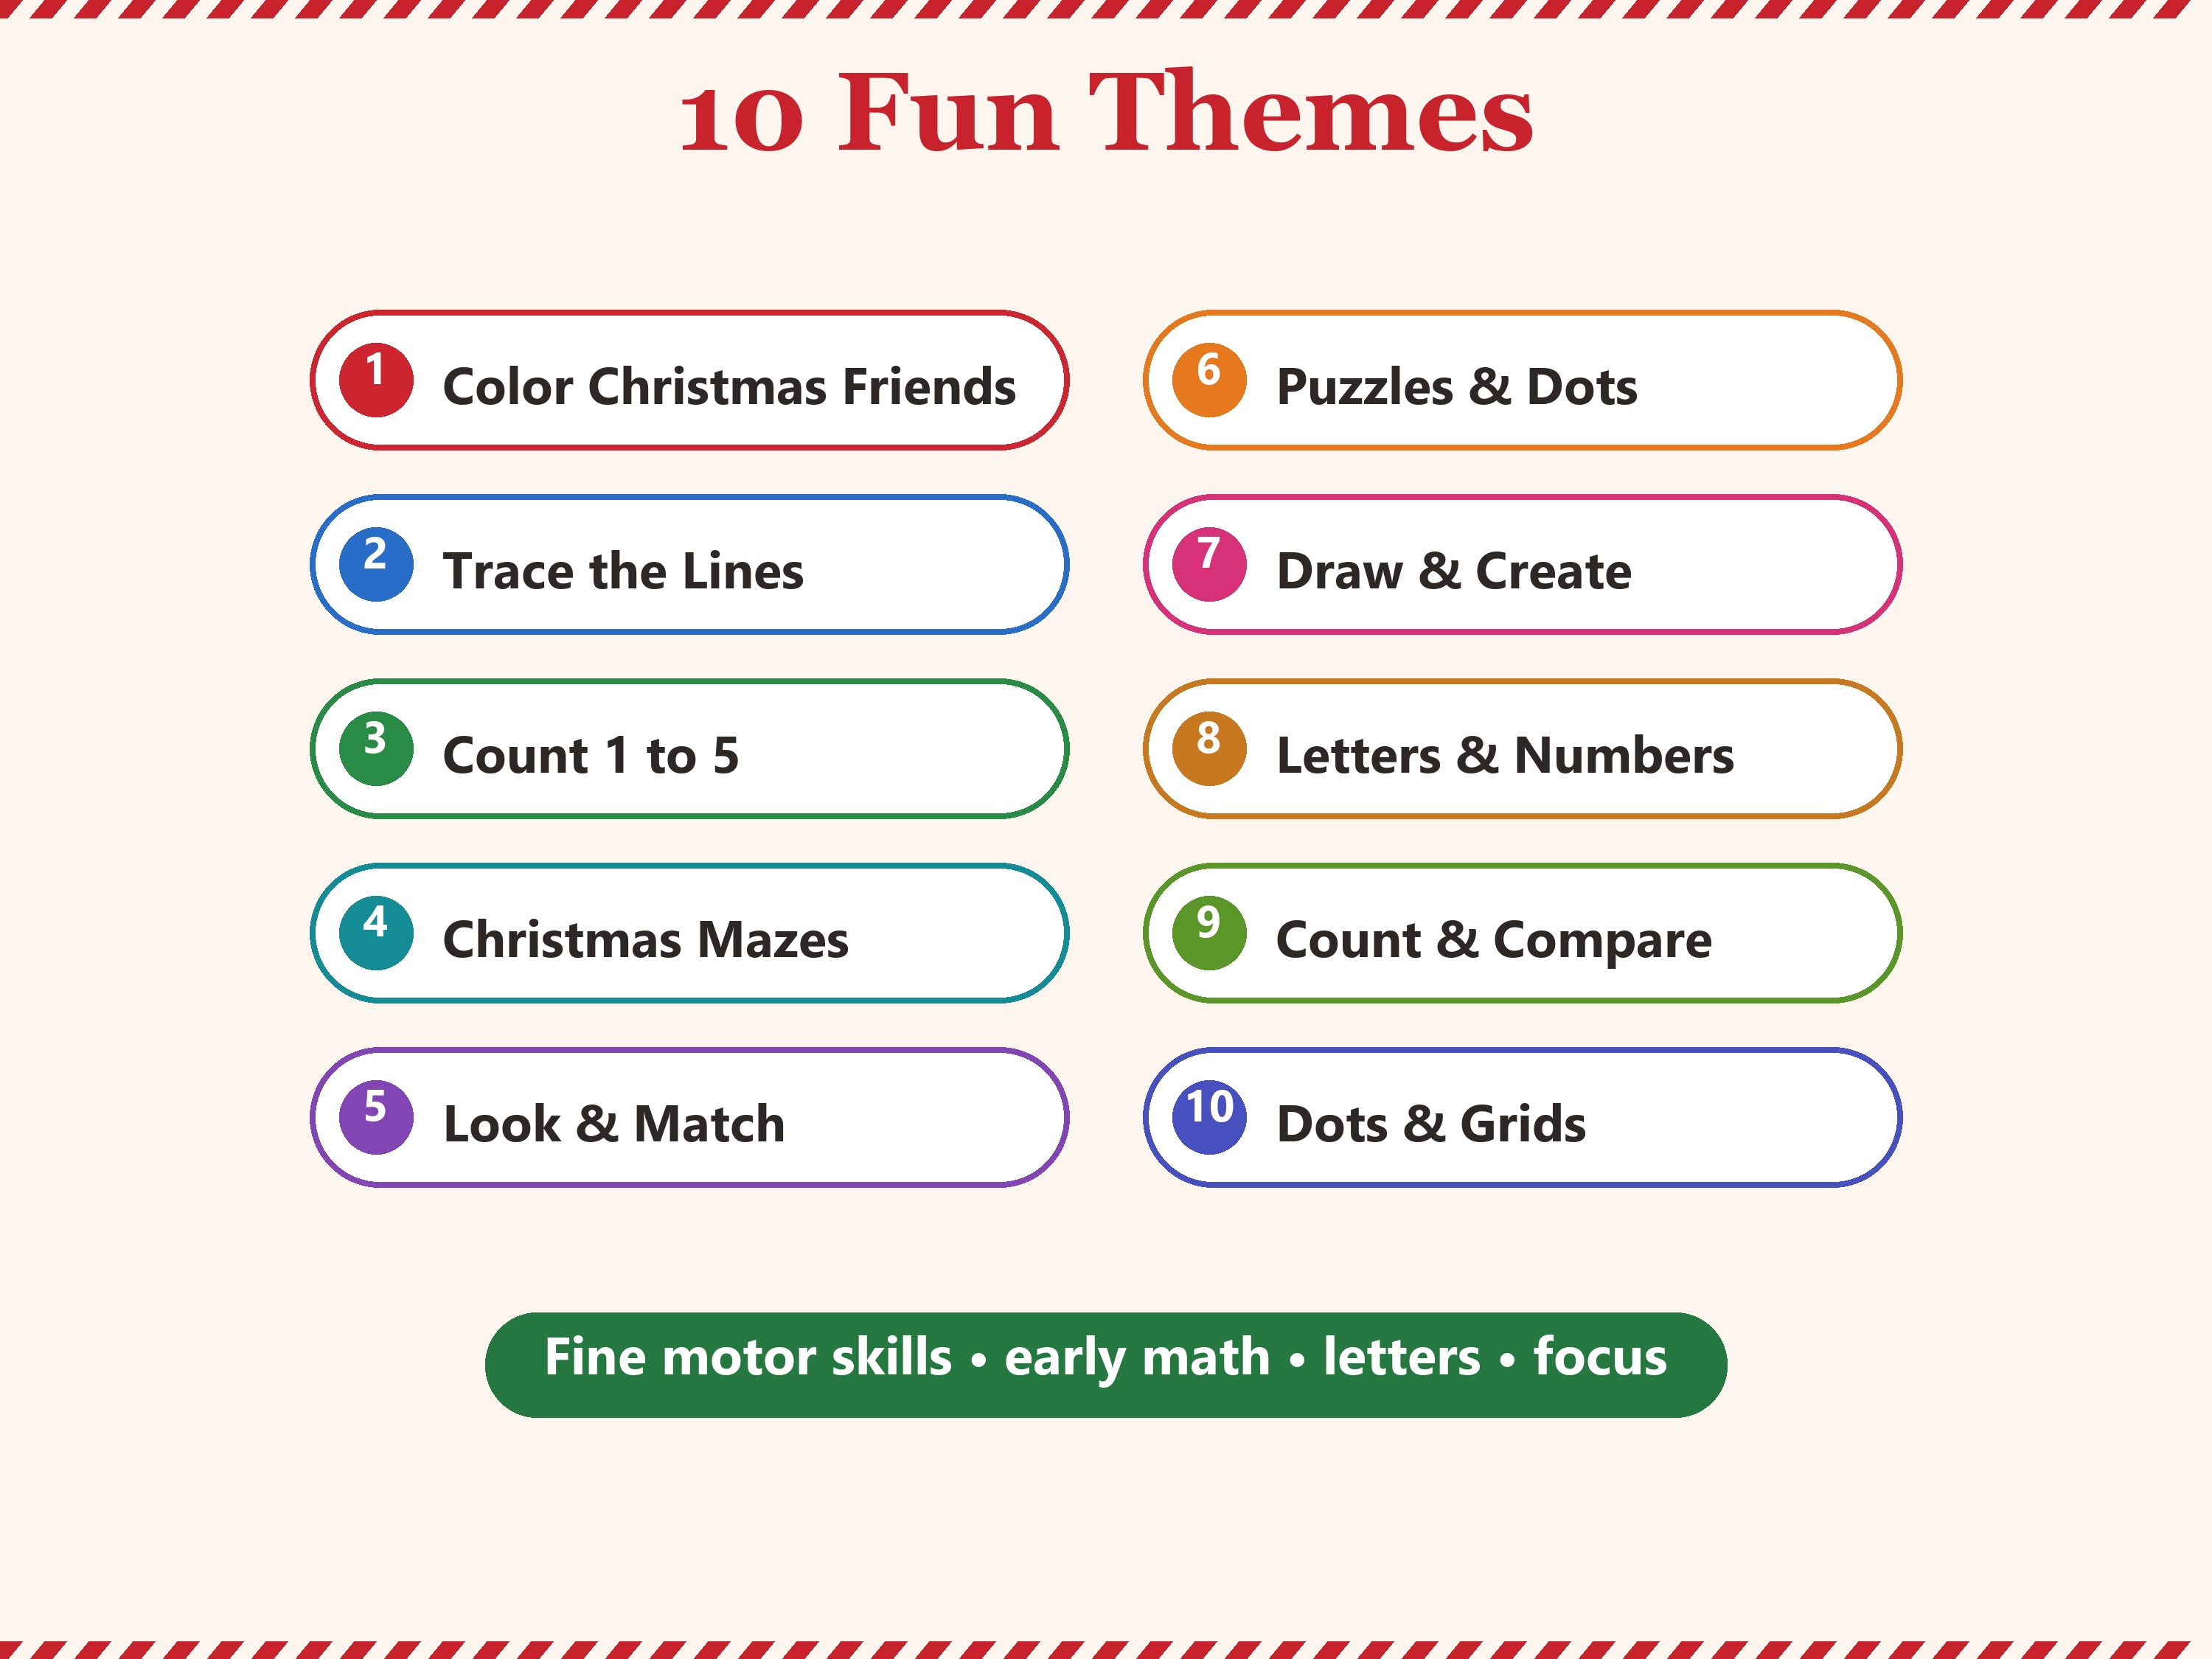 10 Fun Themes
1 Color Christmas Friends
2 Trace the Lines
3 Count 1 to 5
4 Christmas Mazes
5 Look & Match
6 Puzzles & Dots
7 Draw & Create
8 Letters & Numbers
9 Count & Compare
10 Dots & Grids
Fine motor skills • early math • letters • focus